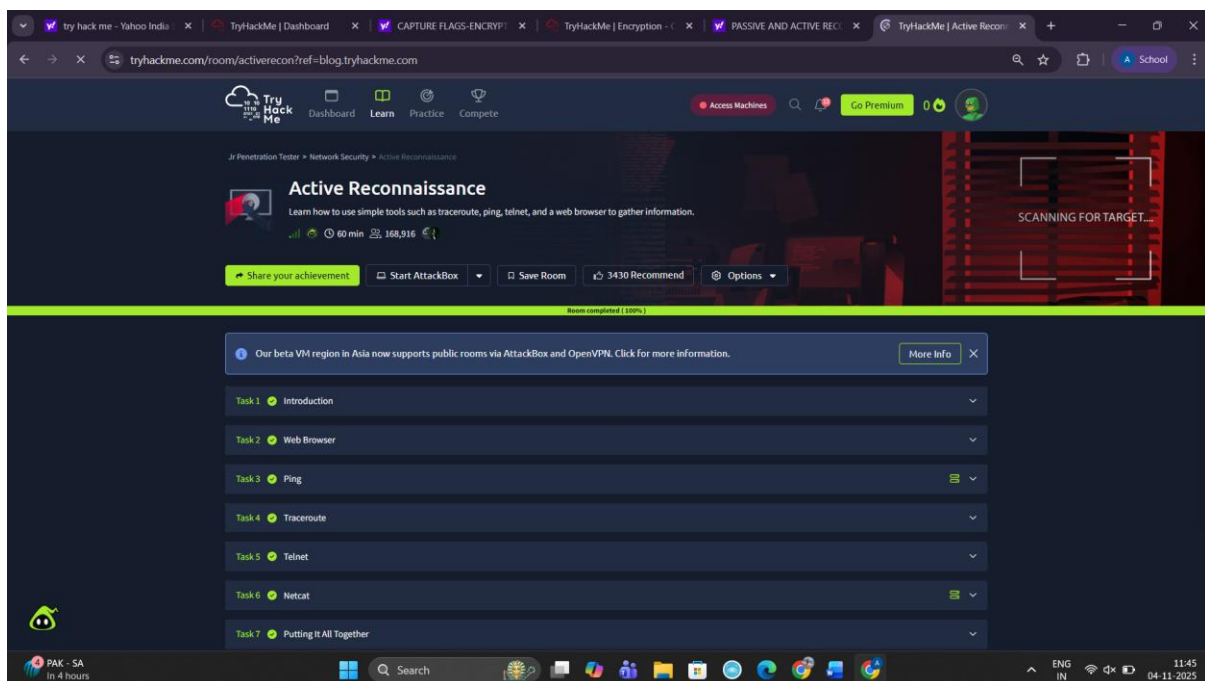 try hack me - Yahoo India
TryHackMe | Dashboard
CAPTURE FLAGS-ENCRYPT
TryHackMe | Encryption - C
PASSIVE AND ACTIVE RECO
TryHackMe | Active Reconn
tryhackme.com/room/activerecon?ref=blog.tryhackme.com
A School
Try Hack Me
Dashboard Learn Practice Compete
Access Machines
Go Premium
0
Jr Penetration Tester > Network Security > Active Reconnaissance
Active Reconnaissance
Learn how to use simple tools such as traceroute, ping, telnet, and a web browser to gather information.
60 min 168,916
SCANNING FOR TARGET....
Share your achievement
Start AttackBox
Save Room
3430 Recommend
Options
Room completed ( 100% )
Our beta VM region in Asia now supports public rooms via AttackBox and OpenVPN. Click for more information.
More Info
Task 1 Introduction
Task 2 Web Browser
Task 3 Ping
Task 4 Traceroute
Task 5 Telnet
Task 6 Netcat
Task 7 Putting It All Together
4
PAK - SA
In 4 hours
Search
ENG
IN
11:45
04-11-2025